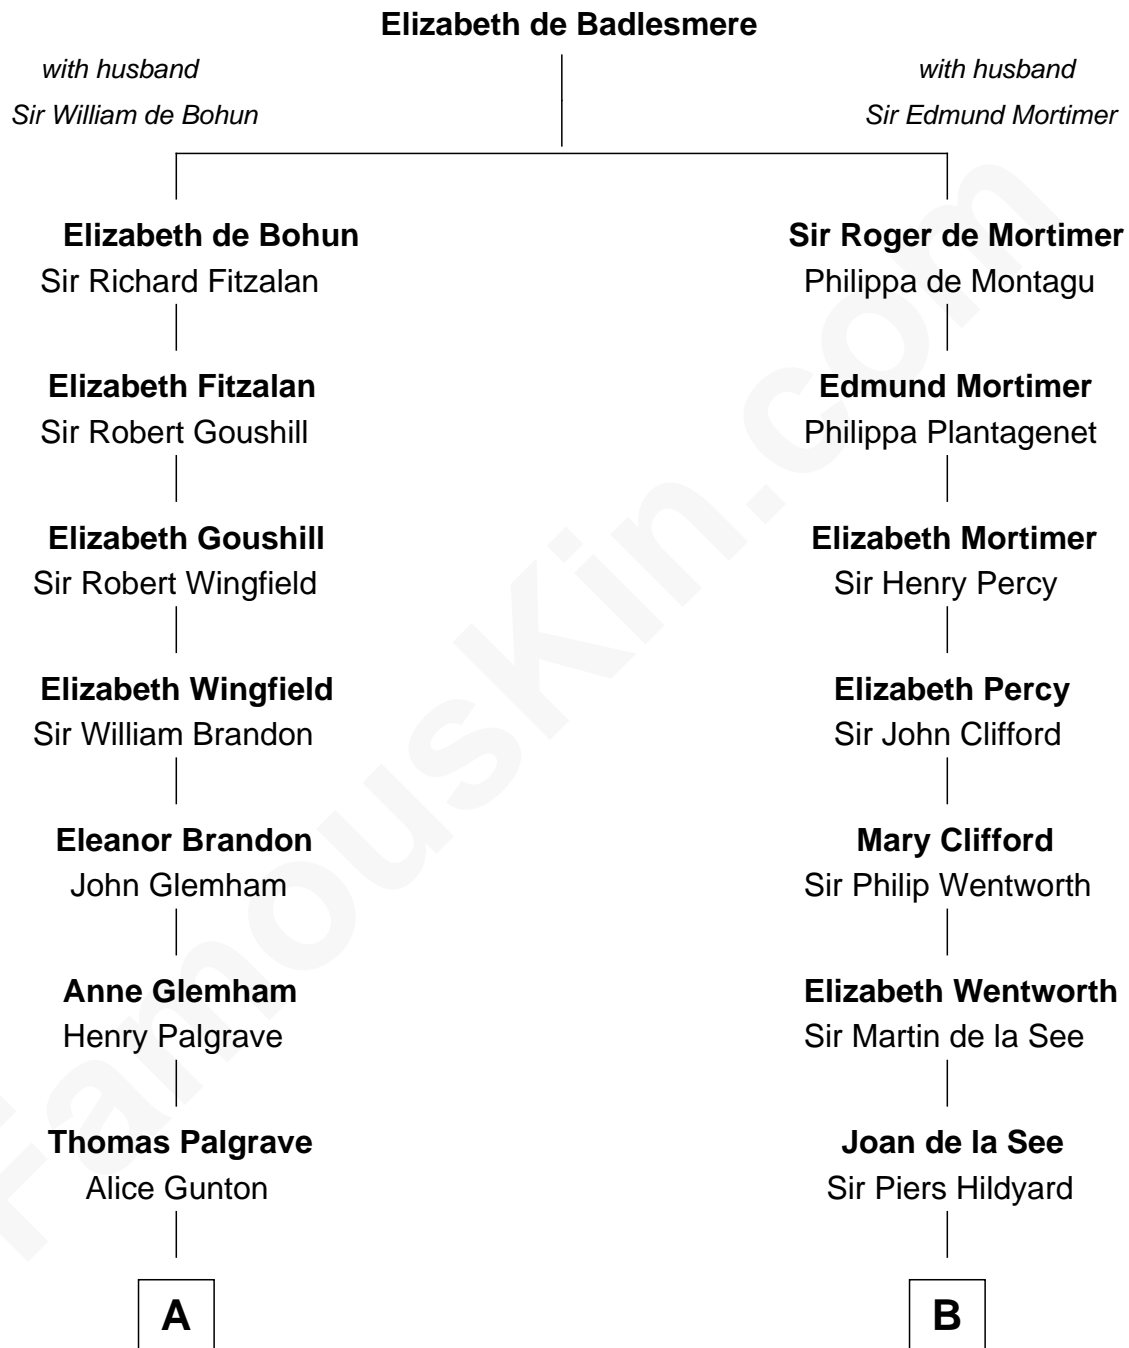 Elizabeth de Badlesmere
with husband
Sir William de Bohun
with husband
Sir Edmund Mortimer
Elizabeth de Bohun
Sir Richard Fitzalan
Sir Roger de Mortimer
Philippa de Montagu
Elizabeth Fitzalan
Sir Robert Goushill
Edmund Mortimer
Philippa Plantagenet
Elizabeth Goushill
Sir Robert Wingfield
Elizabeth Mortimer
Sir Henry Percy
Elizabeth Wingfield
Sir William Brandon
Elizabeth Percy
Sir John Clifford
Eleanor Brandon
John Glemham
Mary Clifford
Sir Philip Wentworth
Anne Glemham
Henry Palgrave
Elizabeth Wentworth
Sir Martin de la See
Thomas Palgrave
Alice Gunton
Joan de la See
Sir Piers Hildyard
A
B
FamousKin.com